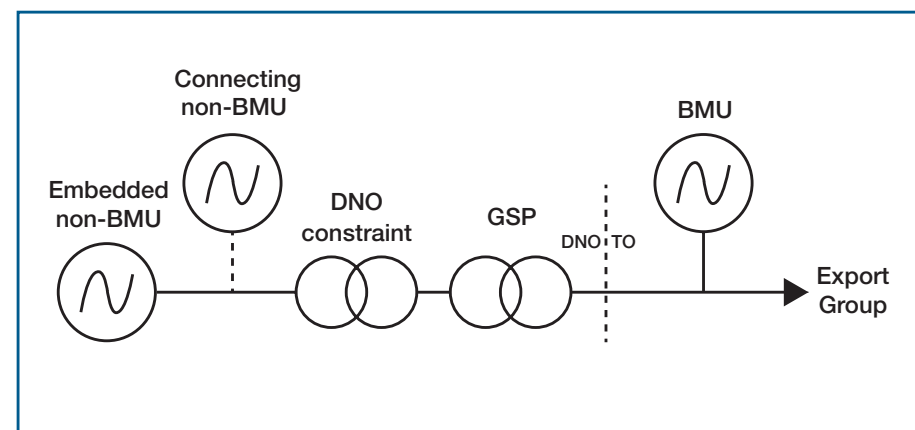 Connecting
non-BMU
BMU
Embedded
non-BMU
DNO
constraint
GSP
DNO
TO
Export
Group